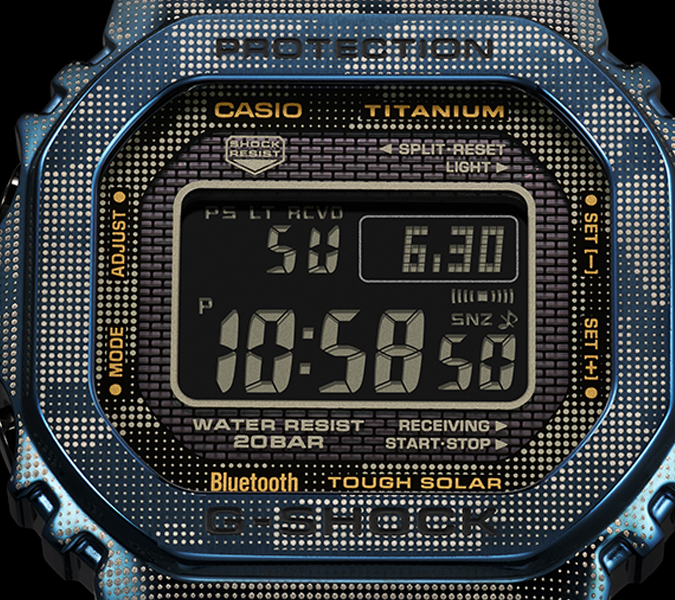 PROTECTION
CASIO TITANIUM
SHOCK
RESIST
◀ SPLIT·RESET
LIGHT ▶
ADJUST
SET [–]
PS LT RCVD
SU 6.30
P
SNZ
10:58 50
MODE
SET [+]
WATER RESIST
20BAR
RECEIVING ▶
START·STOP ▶
Bluetooth TOUGH SOLAR
G-SHOCK